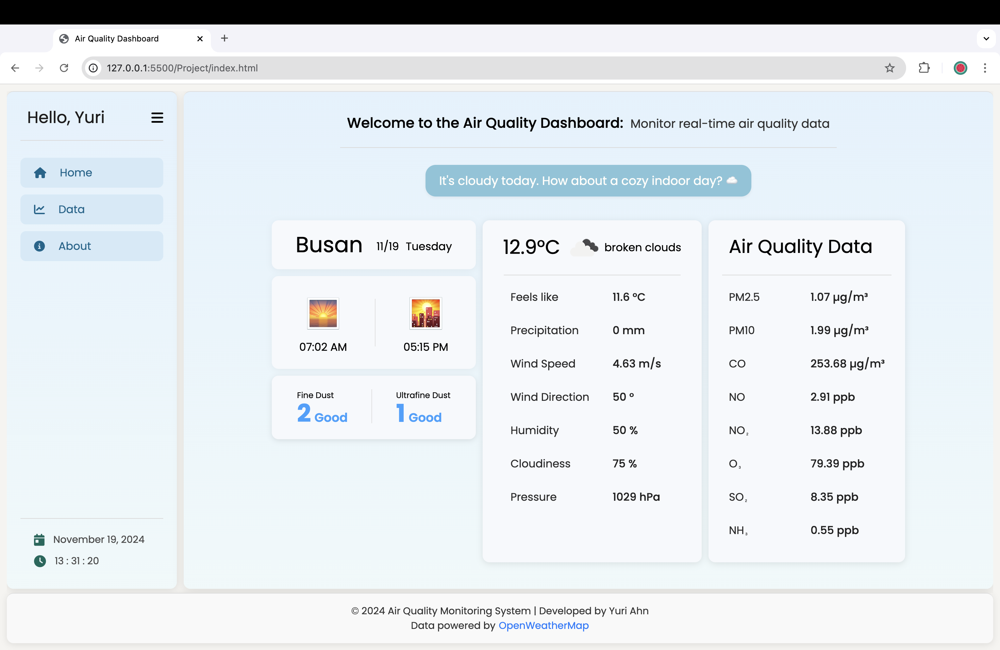 Air Quality Dashboard
127.0.0.1:5500/Project/index.html
Hello, Yuri
Home
Data
About
November 19, 2024
13 : 31 : 20
Welcome to the Air Quality Dashboard: Monitor real-time air quality data
It's cloudy today. How about a cozy indoor day? ☁️
Busan 11/19 Tuesday
07:02 AM 05:15 PM
Fine Dust
2 Good
Ultrafine Dust
1 Good
12.9°C broken clouds
Feels like 11.6 °C
Precipitation 0 mm
Wind Speed 4.63 m/s
Wind Direction 50 °
Humidity 50 %
Cloudiness 75 %
Pressure 1029 hPa
Air Quality Data
PM2.5 1.07 µg/m³
PM10 1.99 µg/m³
CO 253.68 µg/m³
NO 2.91 ppb
NO₂ 13.88 ppb
O₃ 79.39 ppb
SO₂ 8.35 ppb
NH₃ 0.55 ppb
© 2024 Air Quality Monitoring System | Developed by Yuri Ahn
Data powered by OpenWeatherMap